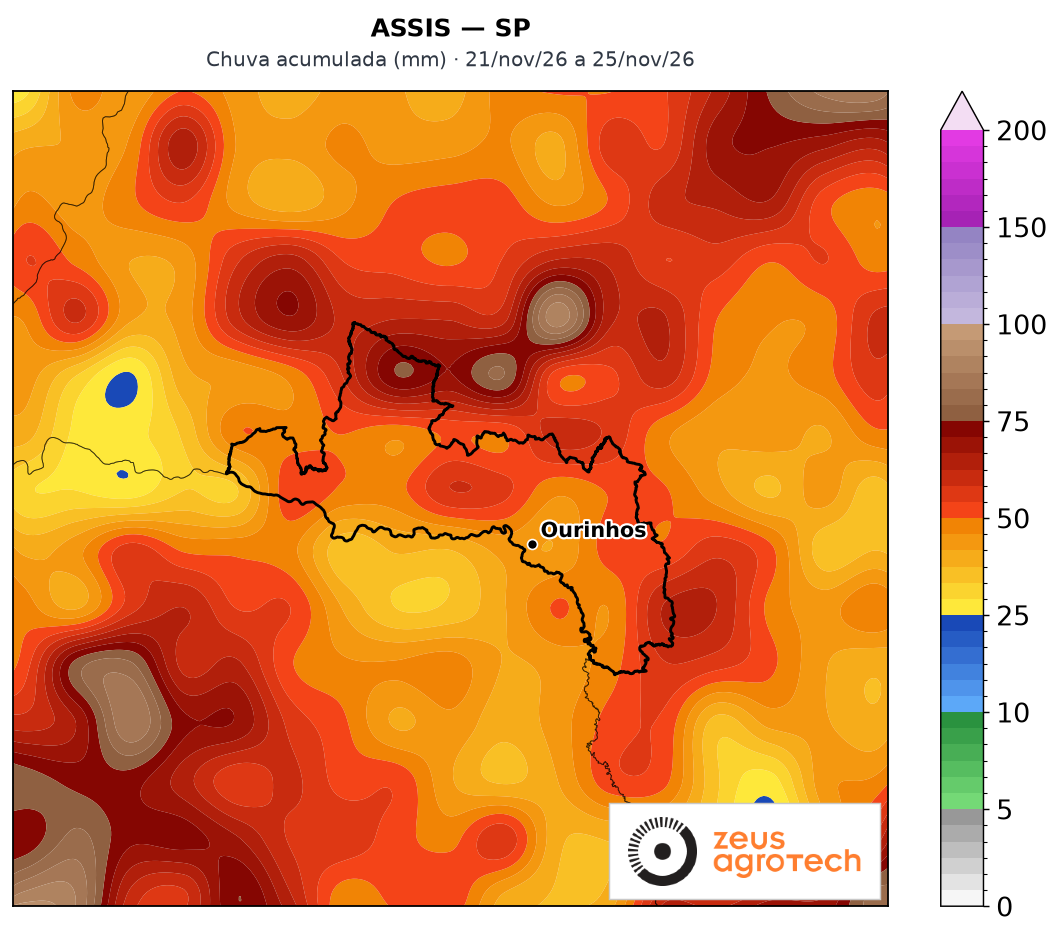 ASSIS — SP
Chuva acumulada (mm) · 21/nov/26 a 25/nov/26
200
150
100
75
50
25
10
5
0
Ourinhos
zeus
agrotech